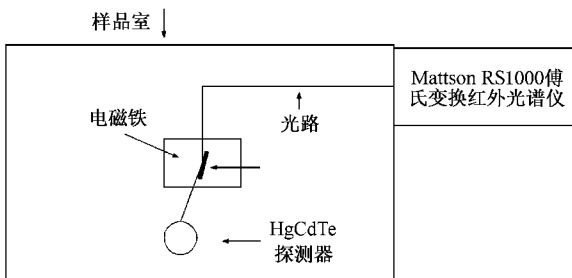 样品室
Mattson RS1000傅
氏变换红外光谱仪
电磁铁
光路
HgCdTe
探测器